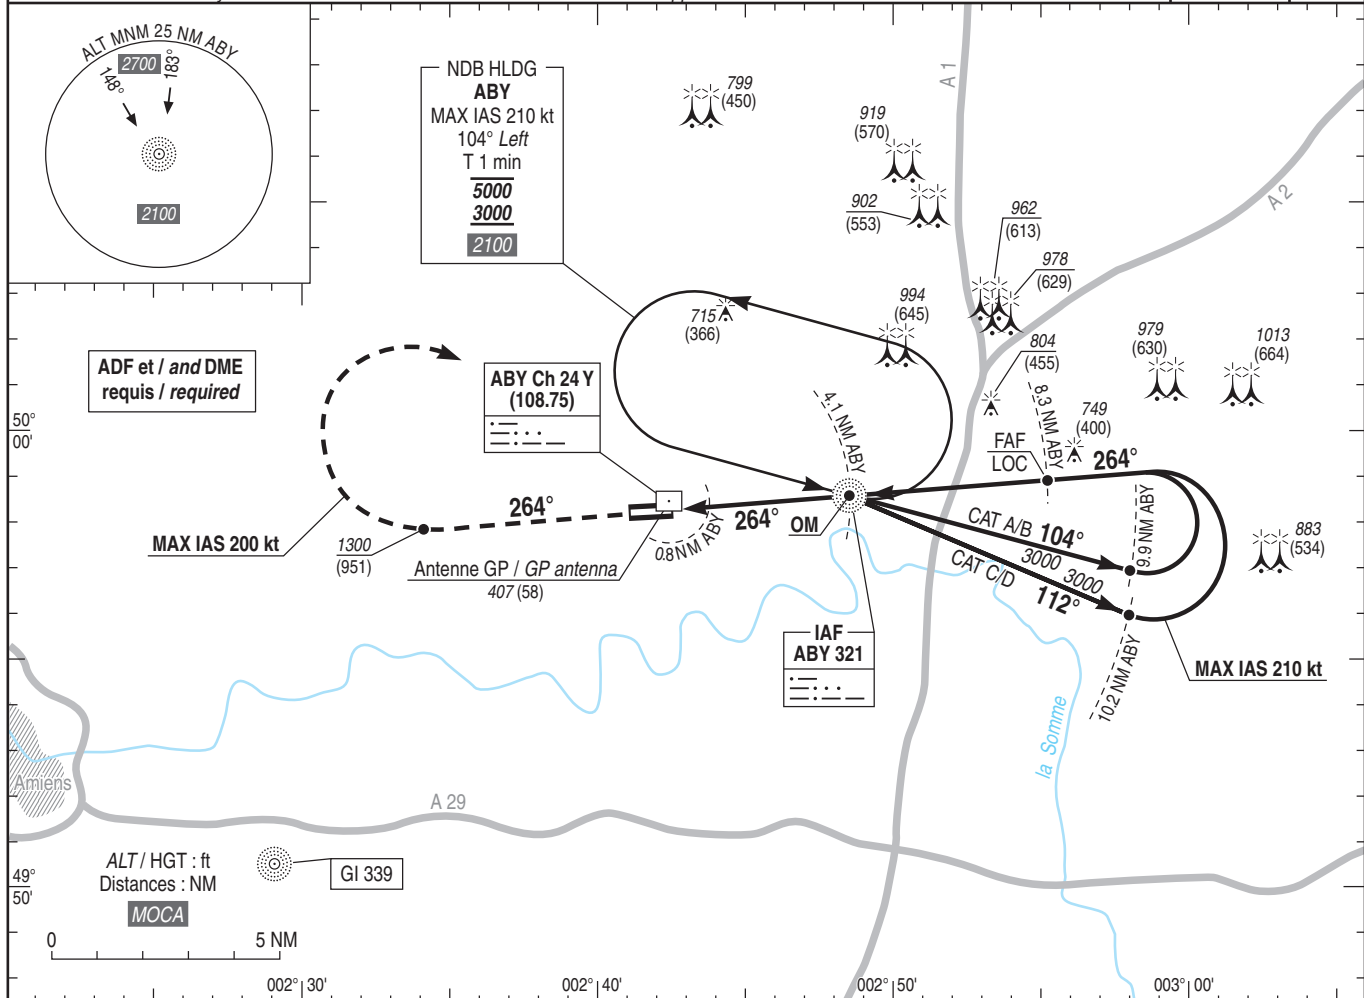 ALT MNM 25 NM ABY
2700
148°
183°
2100
NDB HLDG
ABY
MAX IAS 210 kt
104° Left
T 1 min
5000
3000
2100
799
(450)
919
(570)
902
(553)
A 1
A 2
962
(613)
978
(629)
994
(645)
715
(366)
804
(455)
979
(630)
1013
(664)
749
(400)
883
(534)
ADF et / and DME
requis / required
ABY Ch 24 Y
(108.75)
4.1 NM ABY
8.3 NM ABY
FAF
LOC
264°
50°
00'
264°
264°
OM
0.8 NM ABY
MAX IAS 200 kt
1300
(951)
Antenne GP / GP antenna
407 (58)
CAT A/B 104°
3000
CAT C/D
3000
112°
9.9 NM ABY
10.2 NM ABY
IAF
ABY 321
MAX IAS 210 kt
la Somme
Amiens
A 29
ALT / HGT : ft
Distances : NM
MOCA
GI 339
49°
50'
0
5 NM
002° 30'
002° 40'
002° 50'
003° 00'